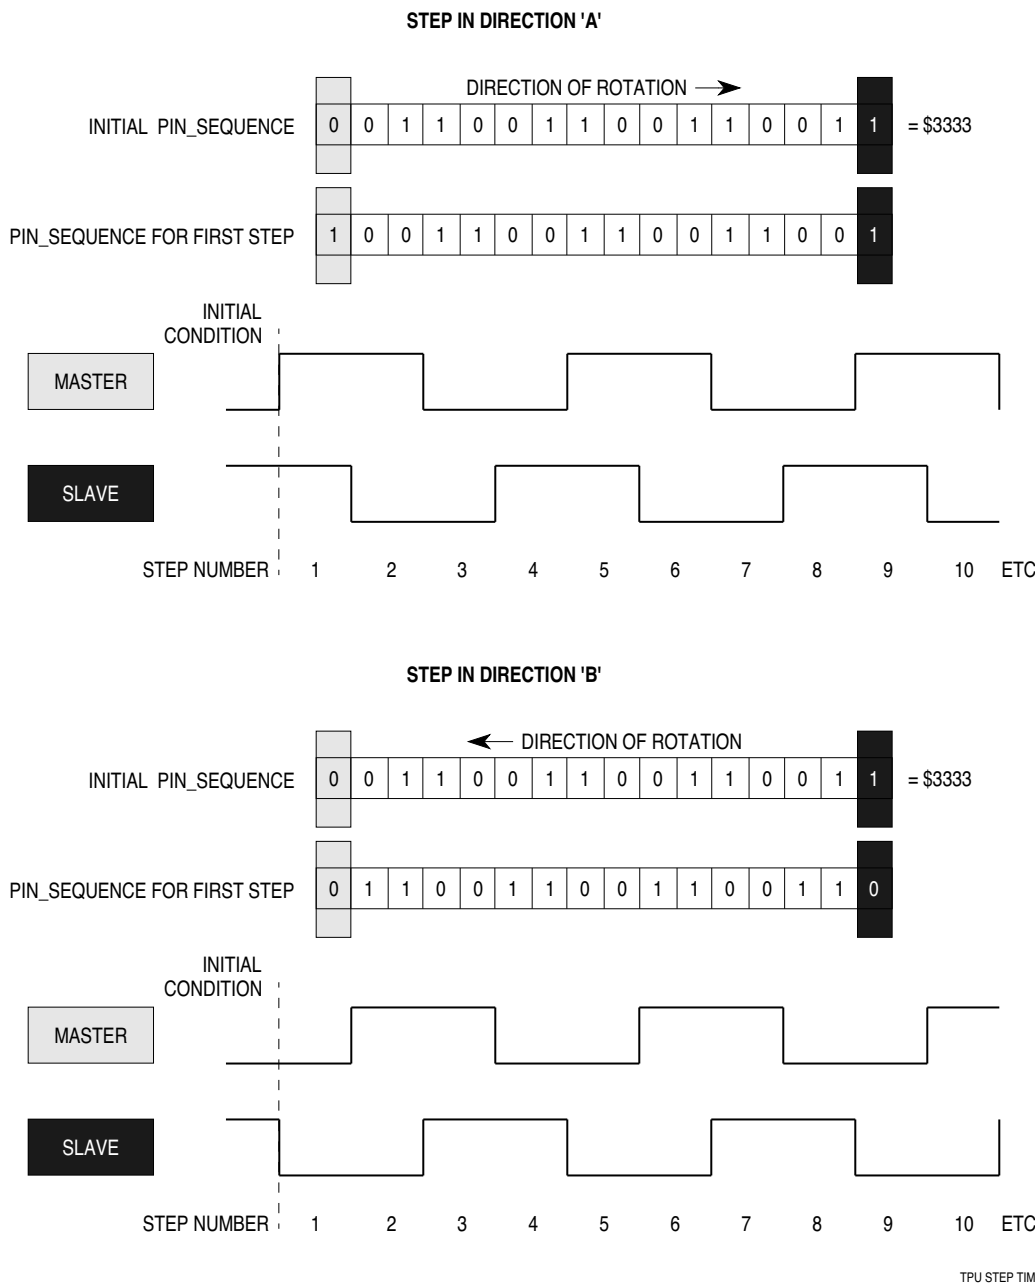 STEP IN DIRECTION 'A'
DIRECTION OF ROTATION
INITIAL PIN_SEQUENCE 0 0 1 1 0 0 1 1 0 0 1 1 0 0 1 1 = $3333
PIN_SEQUENCE FOR FIRST STEP 1 0 0 1 1 0 0 1 1 0 0 1 1 0 0 1
INITIAL
CONDITION
MASTER
SLAVE
STEP NUMBER 1 2 3 4 5 6 7 8 9 10 ETC
STEP IN DIRECTION 'B'
DIRECTION OF ROTATION
INITIAL PIN_SEQUENCE 0 0 1 1 0 0 1 1 0 0 1 1 0 0 1 1 = $3333
PIN_SEQUENCE FOR FIRST STEP 0 1 1 0 0 1 1 0 0 1 1 0 0 1 1 0
INITIAL
CONDITION
MASTER
SLAVE
STEP NUMBER 1 2 3 4 5 6 7 8 9 10 ETC
TPU STEP TIM